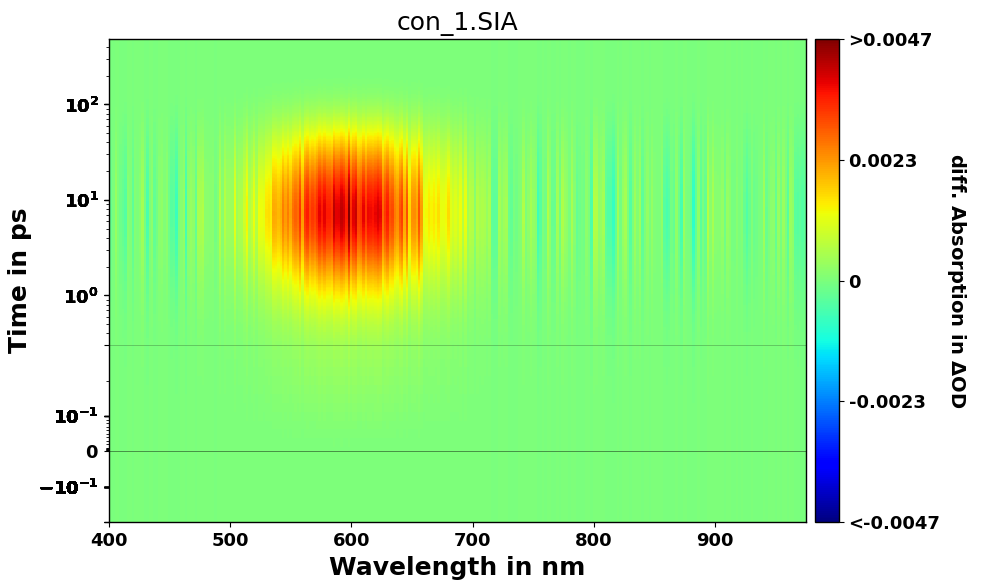 con_1.SIA
10²
10¹
10⁰
10⁻¹
0
−10⁻¹
Time in ps
400 500 600 700 800 900
Wavelength in nm
>0.0047
0.0023
0
-0.0023
<-0.0047
diff. Absorption in ΔOD